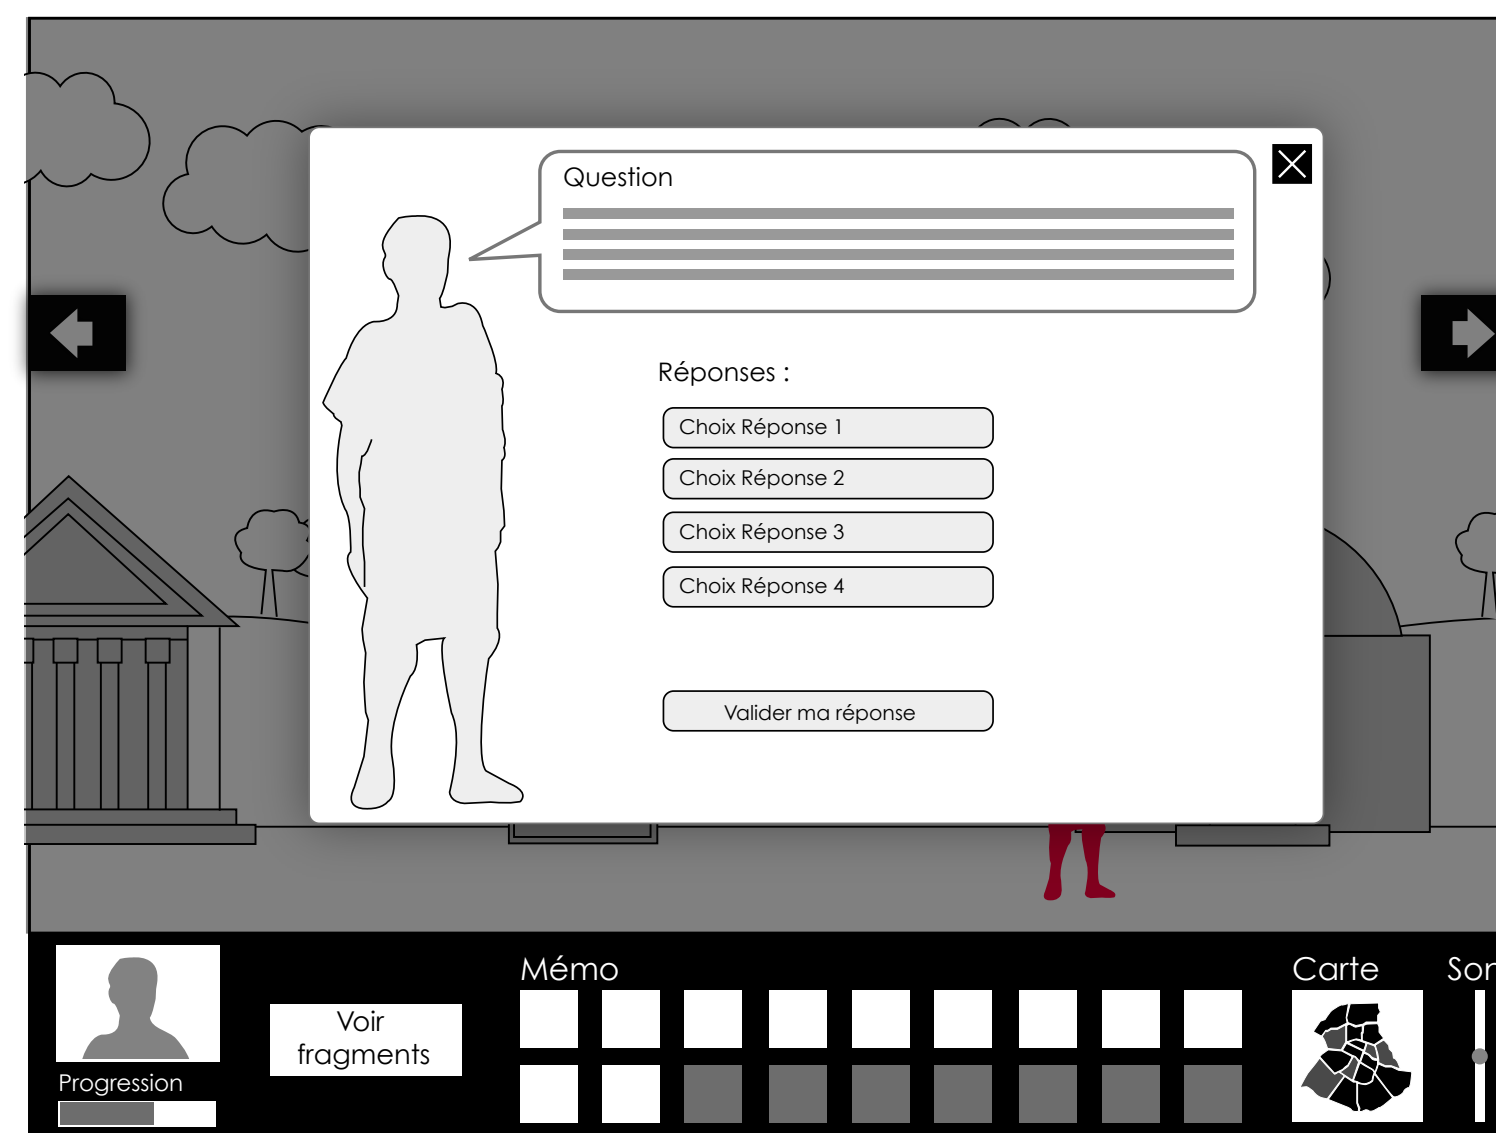 Question
Réponses :
Choix Réponse 1
Choix Réponse 2
Choix Réponse 3
Choix Réponse 4
Valider ma réponse
Progression
Voir
fragments
Mémo
Carte
Son